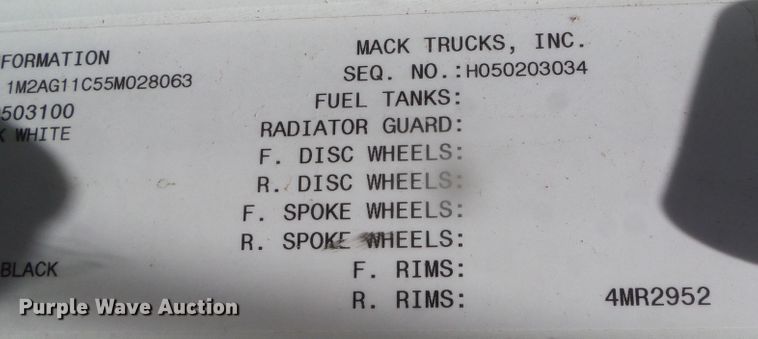 FORMATION
MACK TRUCKS, INC.
1M2AG11C55M028063
SEQ. NO.:H050203034
503100
FUEL TANKS:
WHITE
RADIATOR GUARD:
F. DISC WHEELS:
R. DISC WHEELS:
F. SPOKE WHEELS:
R. SPOKE WHEELS:
BLACK
F. RIMS:
R. RIMS:
4MR2952
Purple Wave Auction